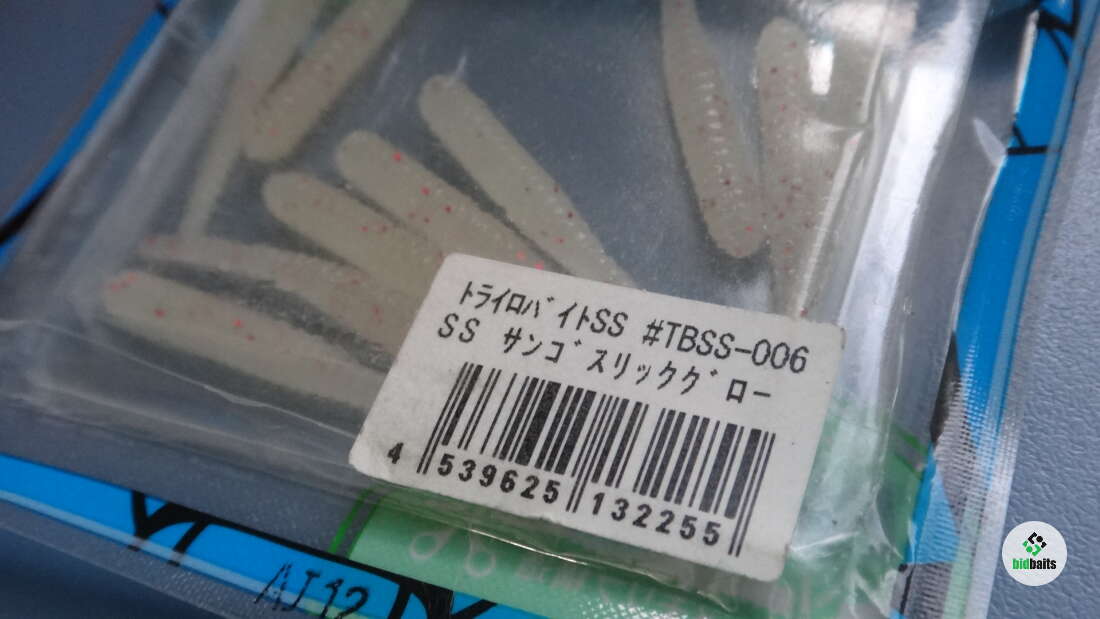 ﾄﾗｲﾛﾊﾞｲﾄSS #TBSS-006
SS ｻﾝｺﾞｽﾘｯｸｸﾞﾛｰ
4 539625 132255
AJ12
bidbaits